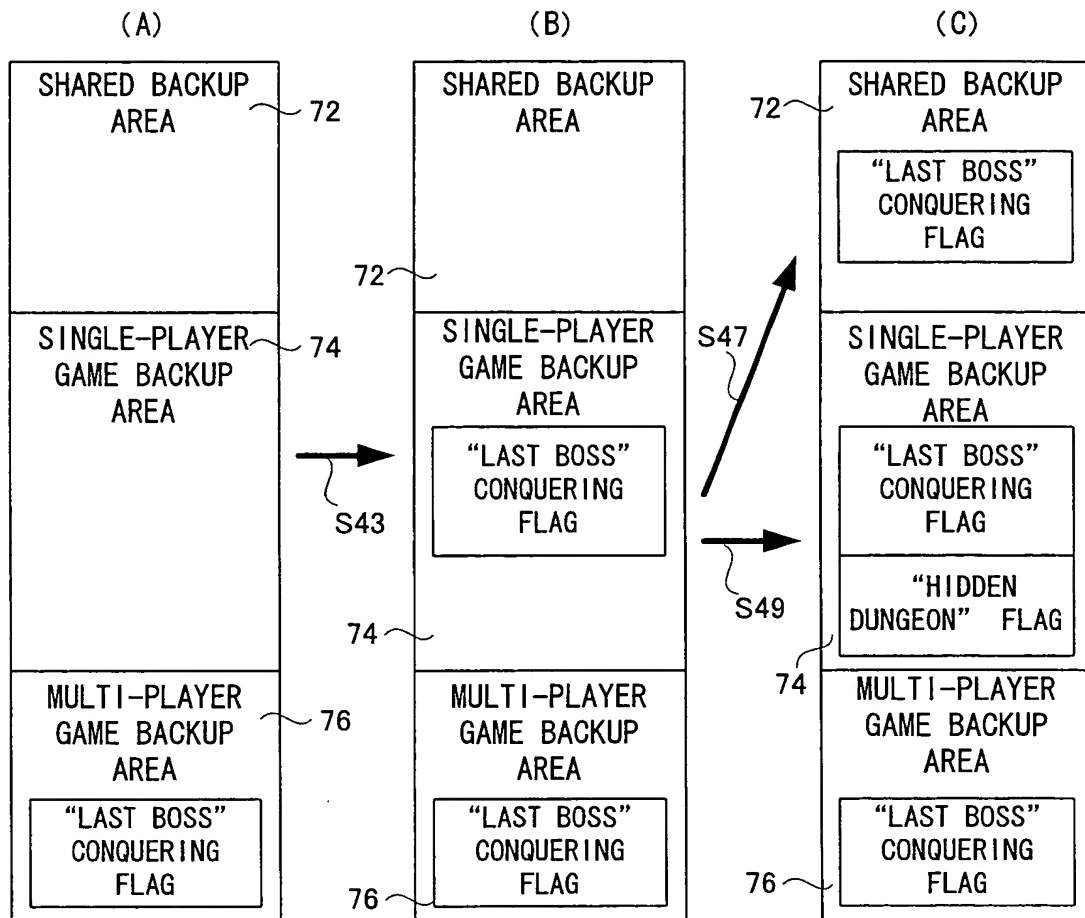 (A)
SHARED BACKUP
AREA
72
SINGLE-PLAYER
GAME BACKUP
AREA
74
MULTI-PLAYER
GAME BACKUP
AREA
76
“LAST BOSS”
CONQUERING
FLAG
S43
(B)
SHARED BACKUP
AREA
72
SINGLE-PLAYER
GAME BACKUP
AREA
“LAST BOSS”
CONQUERING
FLAG
74
MULTI-PLAYER
GAME BACKUP
AREA
“LAST BOSS”
CONQUERING
FLAG
76
S47
S49
(C)
SHARED BACKUP
AREA
72
“LAST BOSS”
CONQUERING
FLAG
SINGLE-PLAYER
GAME BACKUP
AREA
“LAST BOSS”
CONQUERING
FLAG
“HIDDEN
DUNGEON” FLAG
74
MULTI-PLAYER
GAME BACKUP
AREA
“LAST BOSS”
CONQUERING
FLAG
76